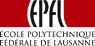 EPFL
ÉCOLE POLYTECHNIQUE
FÉDÉRALE DE LAUSANNE